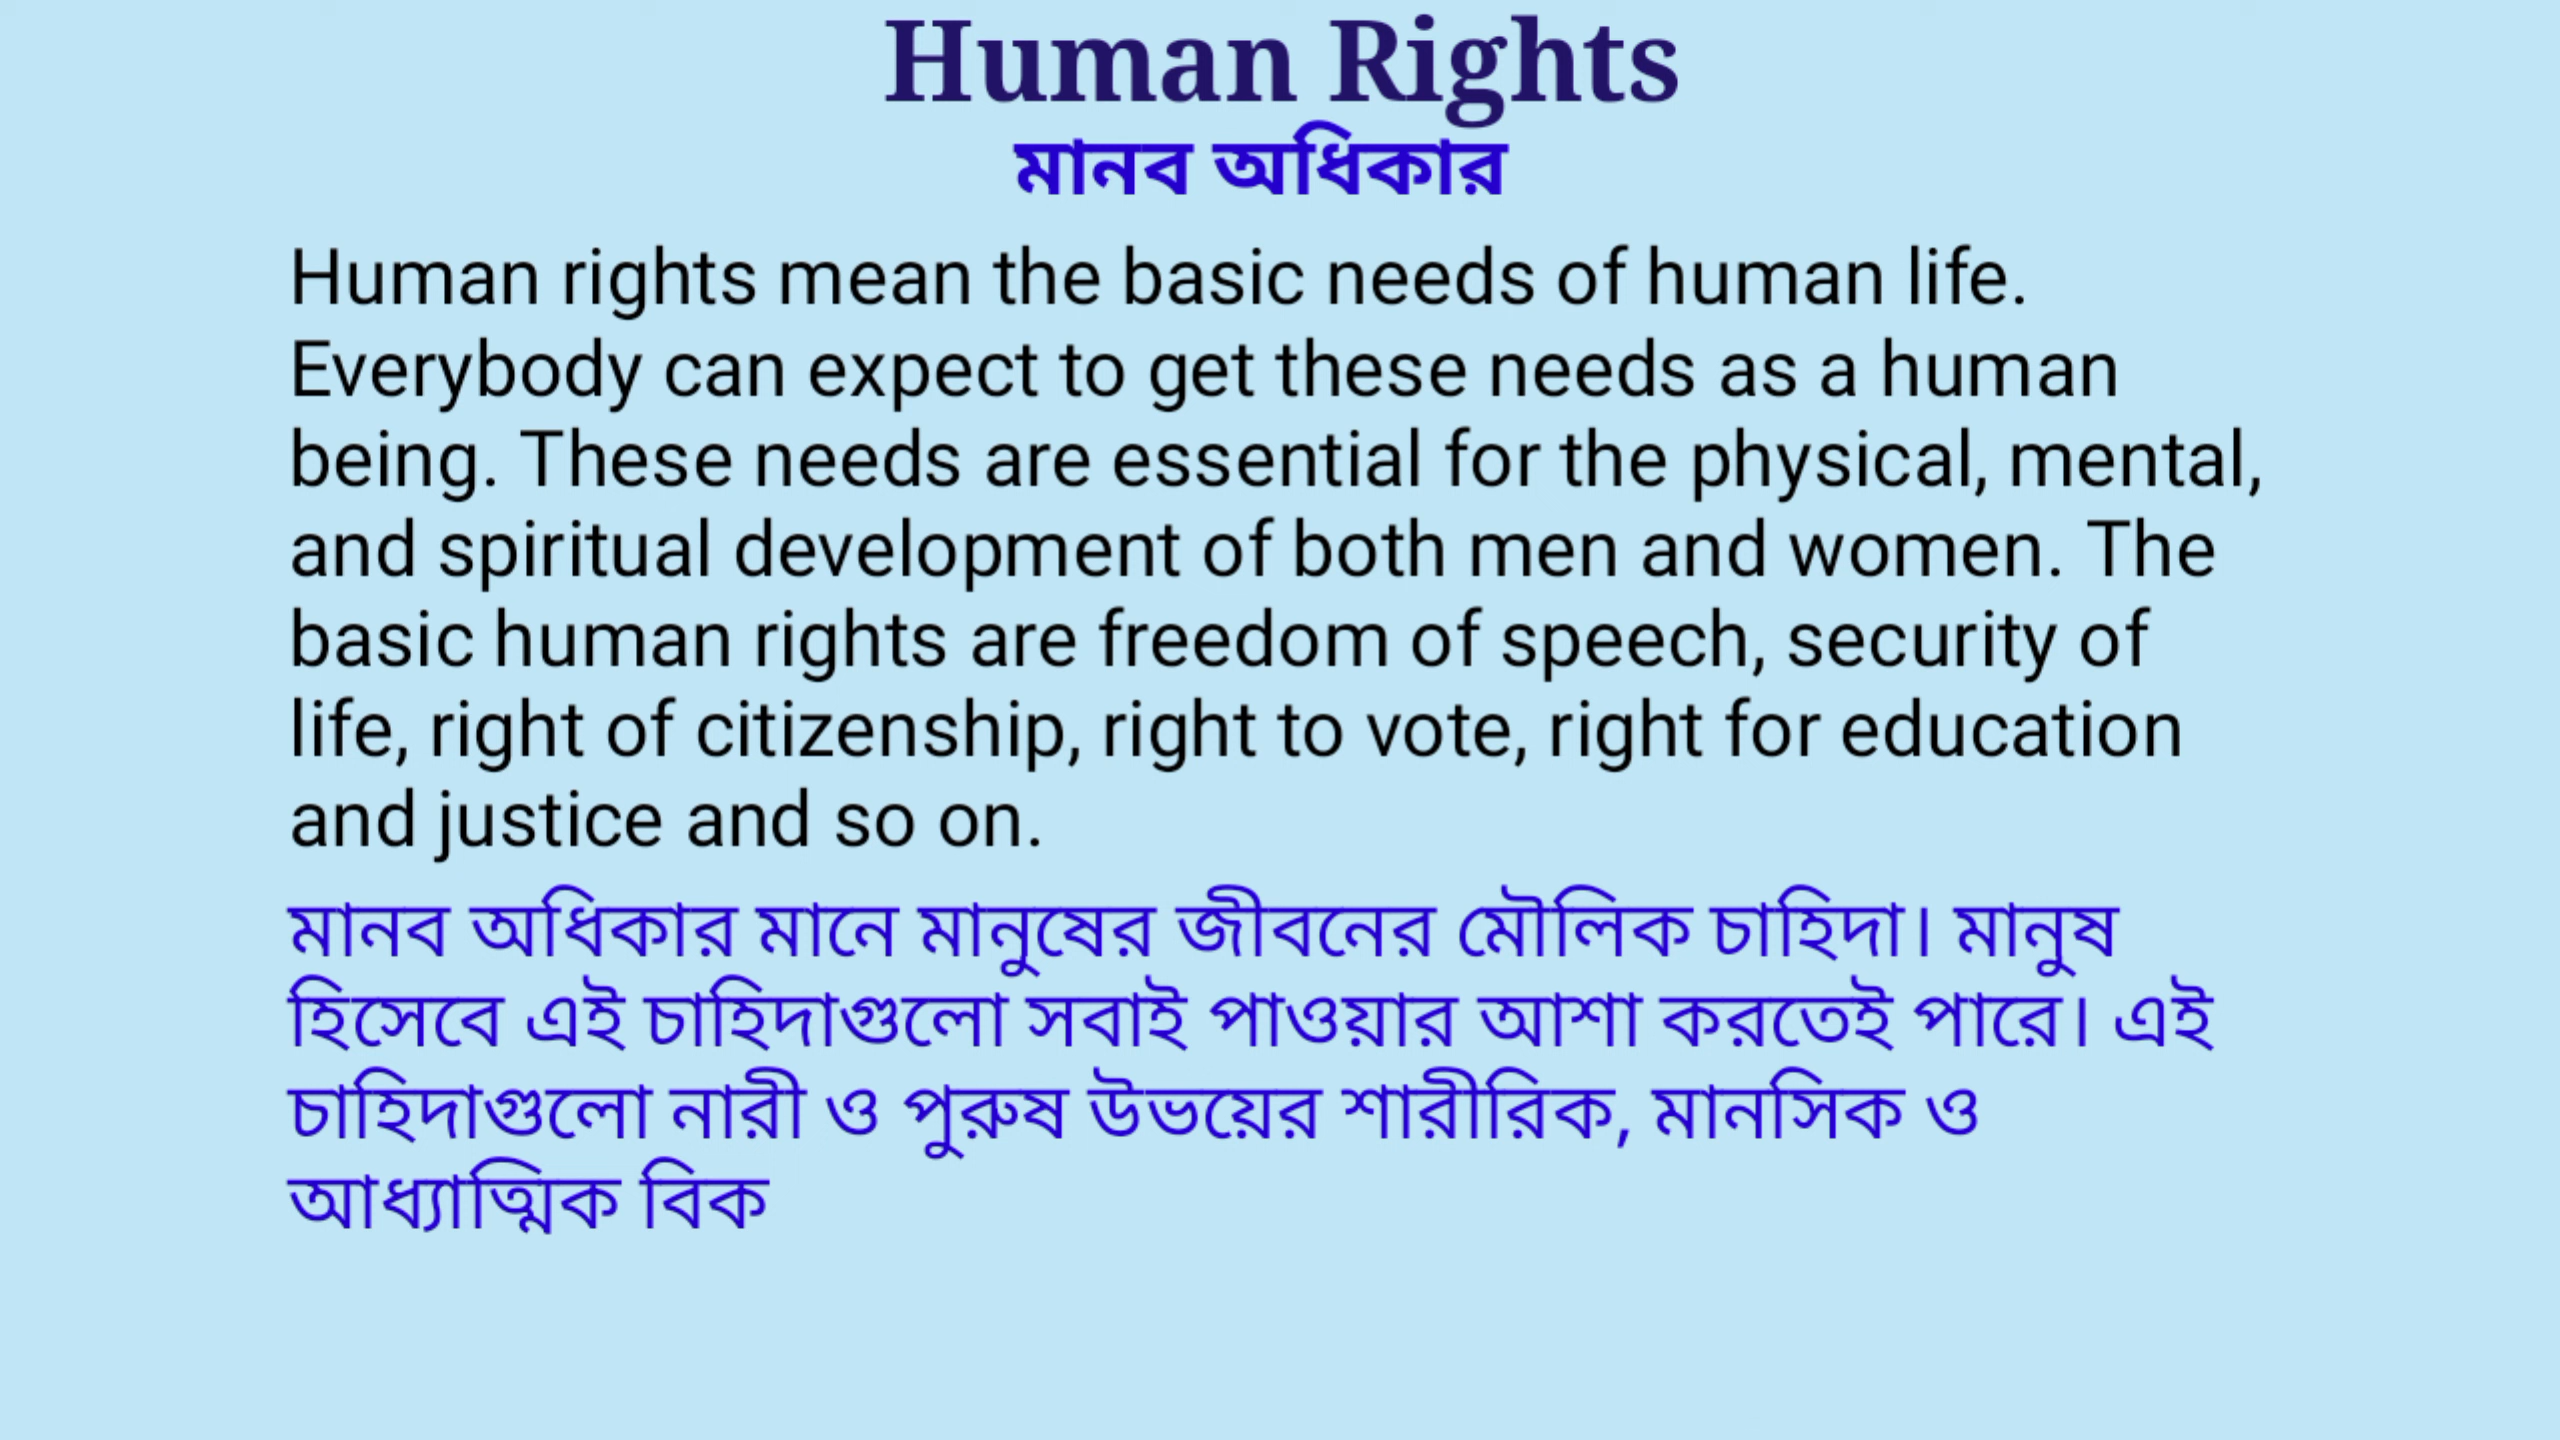 Human Rights
মানব অধিকার
Human rights mean the basic needs of human life.
Everybody can expect to get these needs as a human
being. These needs are essential for the physical, mental,
and spiritual development of both men and women. The
basic human rights are freedom of speech, security of
life, right of citizenship, right to vote, right for education
and justice and so on.
মানব অধিকার মানে মানুষের জীবনের মৌলিক চাহিদা। মানুষ
হিসেবে এই চাহিদাগুলো সবাই পাওয়ার আশা করতেই পারে। এই
চাহিদাগুলো নারী ও পুরুষ উভয়ের শারীরিক, মানসিক ও
আধ্যাত্মিক বিক